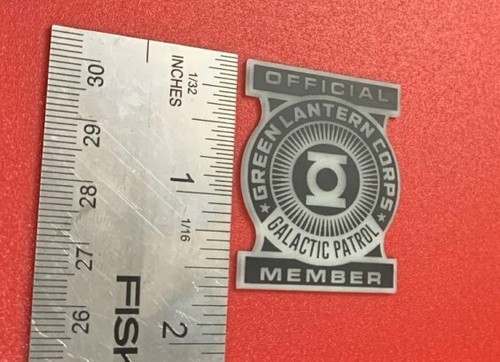 OFFICIAL
GREEN LANTERN CORPS
GALACTIC PATROL
MEMBER
1/32
INCHES
1
1/16
2
30
29
28
27
26